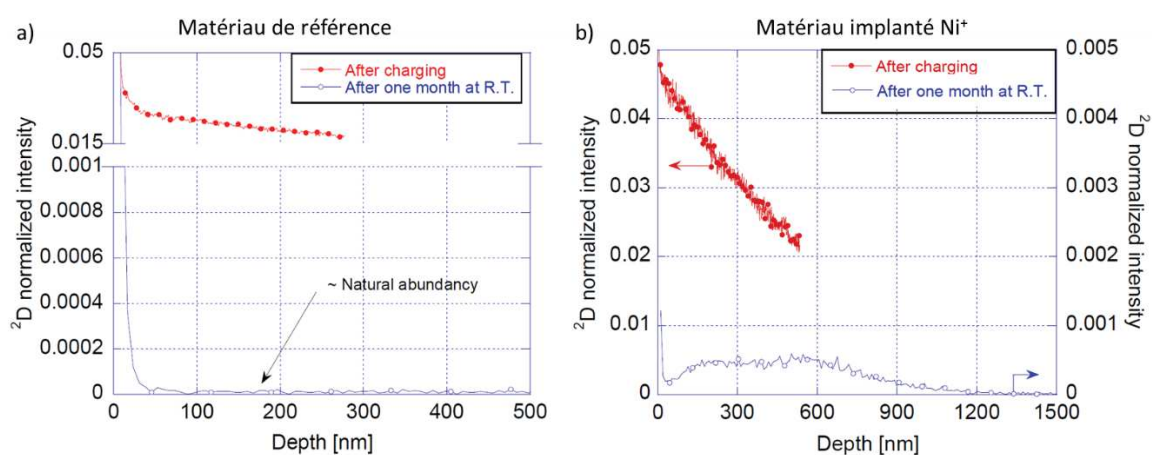 a)
Matériau de référence
0.05
After charging
After one month at R.T.
0.015
0.001
0.0008
0.0006
0.0004
0.0002
0
²D normalized intensity
~ Natural abundancy
0 100 200 300 400 500
Depth [nm]
b)
Matériau implanté Ni⁺
0.05 0.005
After charging
After one month at R.T.
0.04 0.004
0.03 0.003
0.02 0.002
0.01 0.001
0 0
²D normalized intensity
²D normalized intensity
0 300 600 900 1200 1500
Depth [nm]